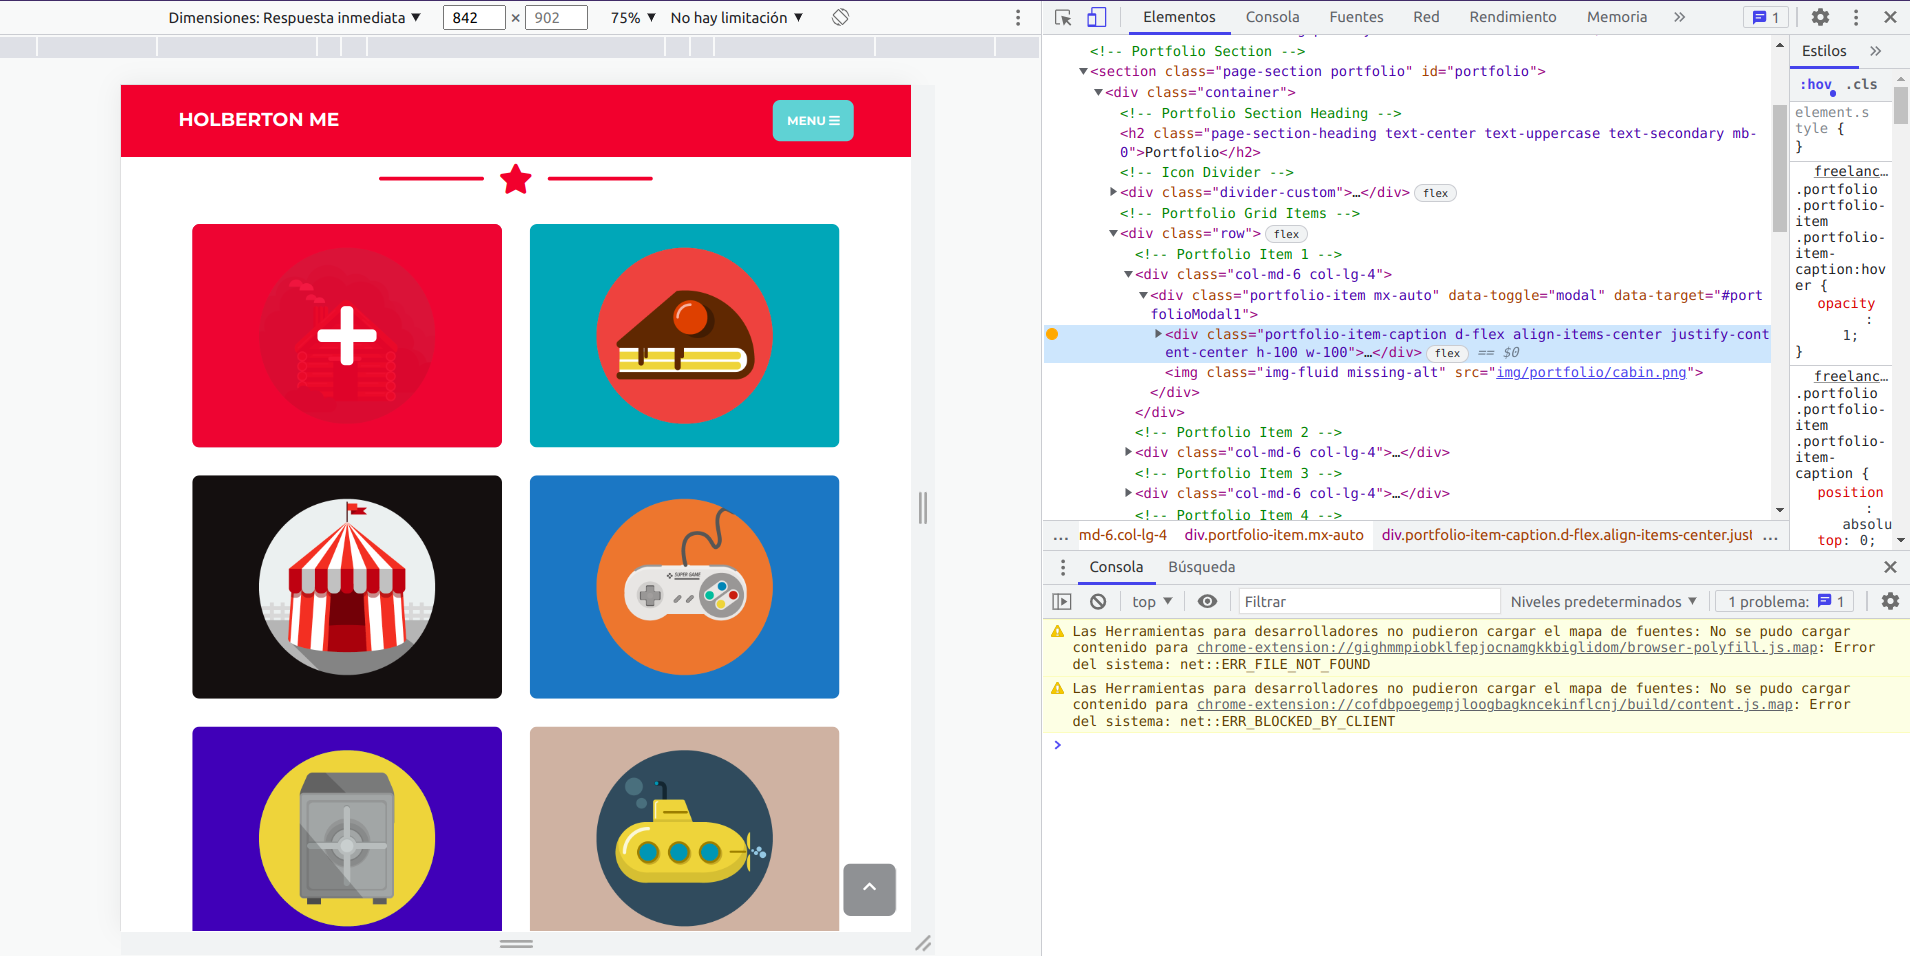 Dimensiones: Respuesta inmediata ▼ 842 × 902 75% ▼ No hay limitación ▼
HOLBERTON ME
MENU
SUPER GAME
Elementos Consola Fuentes Red Rendimiento Memoria » 1
<!-- Portfolio Section -->
▼<section class="page-section portfolio" id="portfolio">
▼<div class="container">
<!-- Portfolio Section Heading -->
<h2 class="page-section-heading text-center text-uppercase text-secondary mb-
0">Portfolio</h2>
<!-- Icon Divider -->
▶<div class="divider-custom">…</div> flex
<!-- Portfolio Grid Items -->
▼<div class="row"> flex
<!-- Portfolio Item 1 -->
▼<div class="col-md-6 col-lg-4">
▼<div class="portfolio-item mx-auto" data-toggle="modal" data-target="#port
folioModal1">
▶<div class="portfolio-item-caption d-flex align-items-center justify-cont
ent-center h-100 w-100">…</div> flex == $0
<img class="img-fluid missing-alt" src="img/portfolio/cabin.png">
</div>
</div>
<!-- Portfolio Item 2 -->
▶<div class="col-md-6 col-lg-4">…</div>
<!-- Portfolio Item 3 -->
▶<div class="col-md-6 col-lg-4">…</div>
<!-- Portfolio Item 4 -->
... md-6.col-lg-4 div.portfolio-item.mx-auto div.portfolio-item-caption.d-flex.align-items-center.just ...
Estilos »
:hov .cls
element.s
tyle {
}
freelanc…
.portfolio
.portfolio-
item
.portfolio-
item-
caption:hov
er {
opacity
:
1;
}
freelanc…
.portfolio
.portfolio-
item
.portfolio-
item-
caption {
position
:
absolu
top: 0;
Consola Búsqueda
top ▼ Filtrar Niveles predeterminados ▼ 1 problema: 1
Las Herramientas para desarrolladores no pudieron cargar el mapa de fuentes: No se pudo cargar
contenido para chrome-extension://gighmmpiobklfepjocnamgkkbiglidom/browser-polyfill.js.map: Error
del sistema: net::ERR_FILE_NOT_FOUND
Las Herramientas para desarrolladores no pudieron cargar el mapa de fuentes: No se pudo cargar
contenido para chrome-extension://cofdbpoegempjloogbagkncekinflcnj/build/content.js.map: Error
del sistema: net::ERR_BLOCKED_BY_CLIENT
>